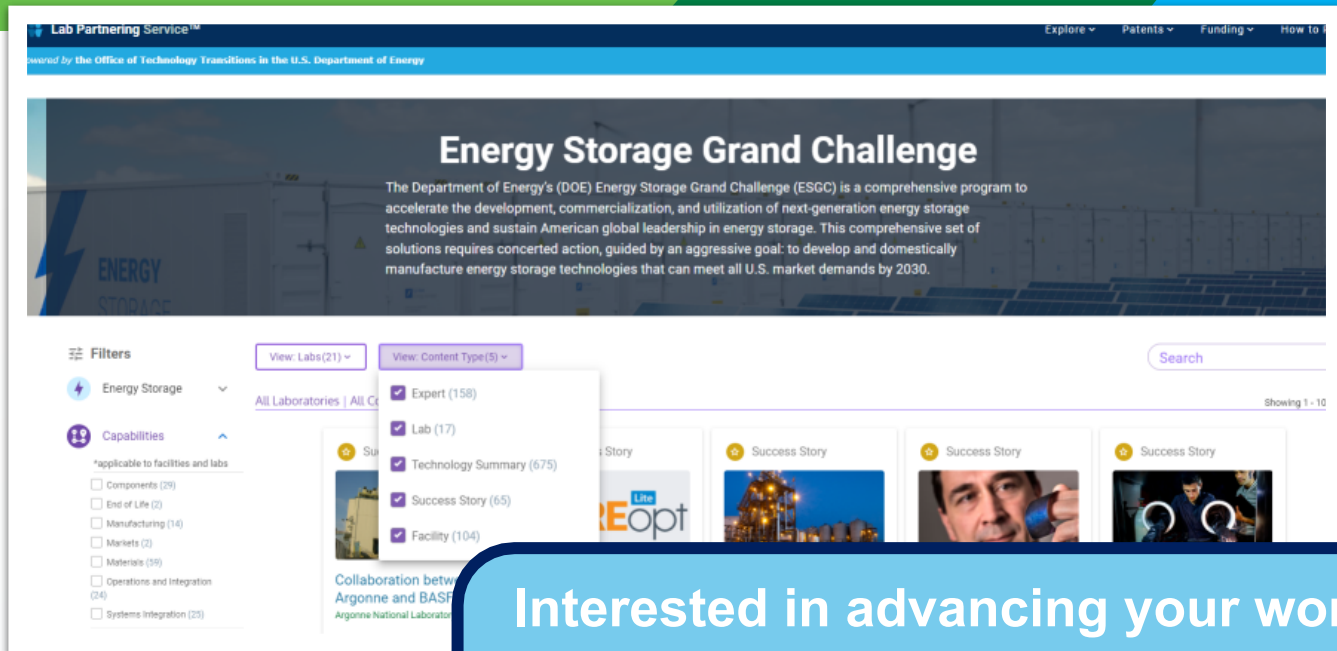 Lab Partnering Service™
Explore
Patents
Funding
How to
Powered by the Office of Technology Transitions in the U.S. Department of Energy
Energy Storage Grand Challenge
The Department of Energy's (DOE) Energy Storage Grand Challenge (ESGC) is a comprehensive program to
accelerate the development, commercialization, and utilization of next-generation energy storage
technologies and sustain American global leadership in energy storage. This comprehensive set of
solutions requires concerted action, guided by an aggressive goal: to develop and domestically
manufacture energy storage technologies that can meet all U.S. market demands by 2030.
ENERGY
STORAGE
Filters
View: Labs(21)
View: Content Type(5)
Search
Energy Storage
All Laboratories | All
Showing 1 - 10
Expert (158)
Lab (17)
Technology Summary (675)
Success Story (65)
Facility (104)
Capabilities
*applicable to facilities and labs
Components (29)
End of Life (2)
Manufacturing (14)
Markets (2)
Materials (59)
Operations and Integration
(24)
Systems Integration (25)
Story
Success Story
Success Story
Success Story
Lite
REopt
Collaboration
Argonne and BASF
Argonne National
Interested in advancing your